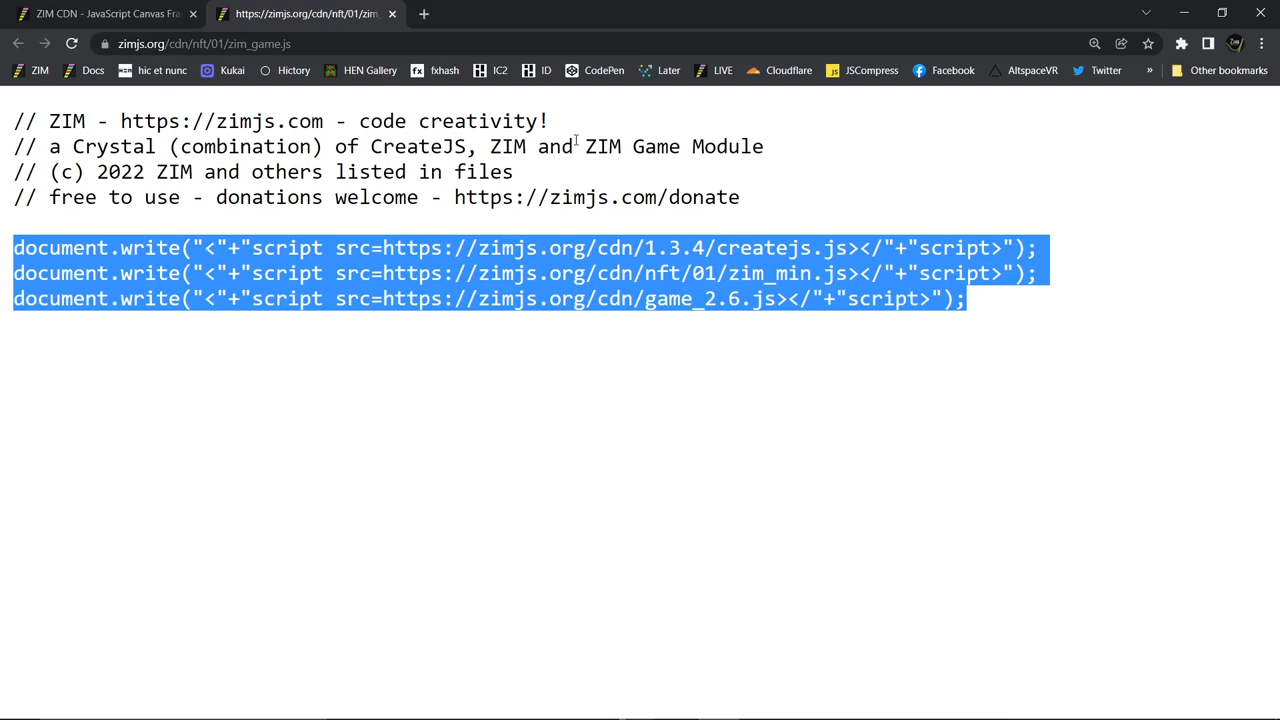 ZIM CDN - JavaScript Canvas Fra
https://zimjs.org/cdn/nft/01/zim_
zimjs.org/cdn/nft/01/zim_game.js
ZIM Docs hic et nunc Kukai Hictory HEN Gallery fxhash IC2 ID CodePen Later LIVE Cloudflare JSCompress Facebook AltspaceVR Twitter » Other bookmarks
// ZIM - https://zimjs.com - code creativity!
// a Crystal (combination) of CreateJS, ZIM and ZIM Game Module
// (c) 2022 ZIM and others listed in files
// free to use - donations welcome - https://zimjs.com/donate
document.write("<"+"script src=https://zimjs.org/cdn/1.3.4/createjs.js></"+"script>");
document.write("<"+"script src=https://zimjs.org/cdn/nft/01/zim_min.js></"+"script>");
document.write("<"+"script src=https://zimjs.org/cdn/game_2.6.js></"+"script>");